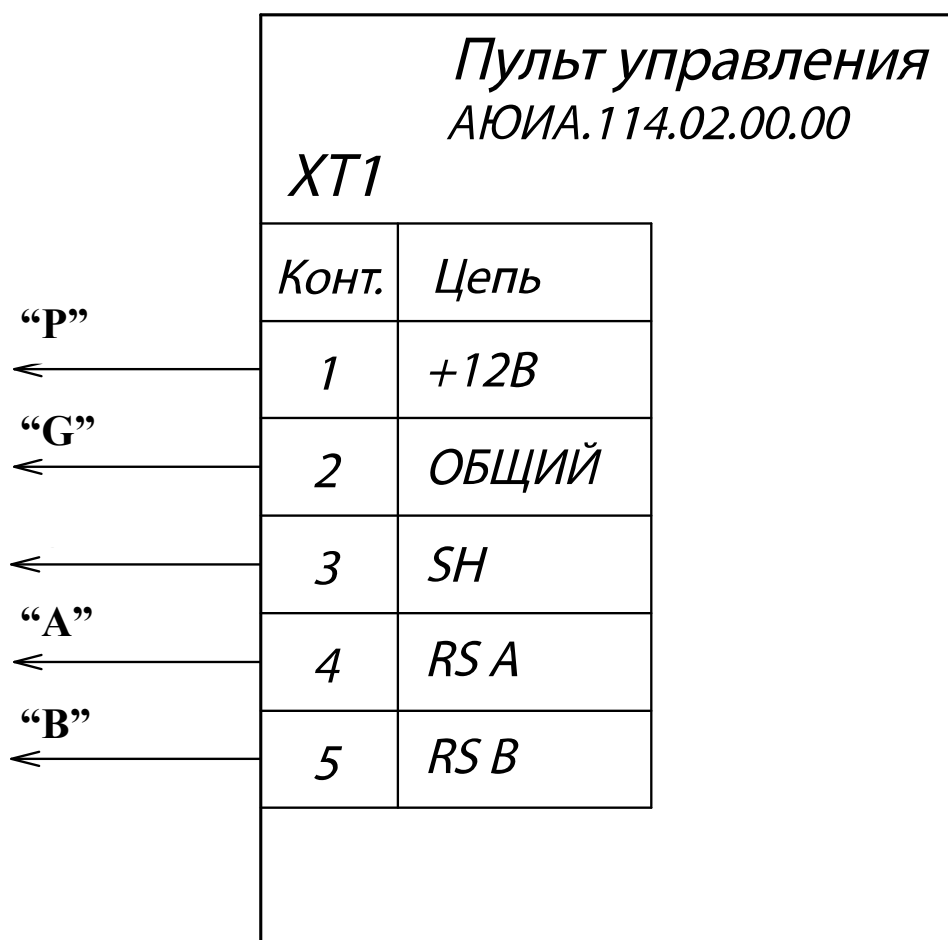 Пульт управления
АЮИА.114.02.00.00
XT1
Конт. Цепь
“P”
1 +12В
“G”
2 ОБЩИЙ
3 SH
“A”
4 RS A
“B”
5 RS B